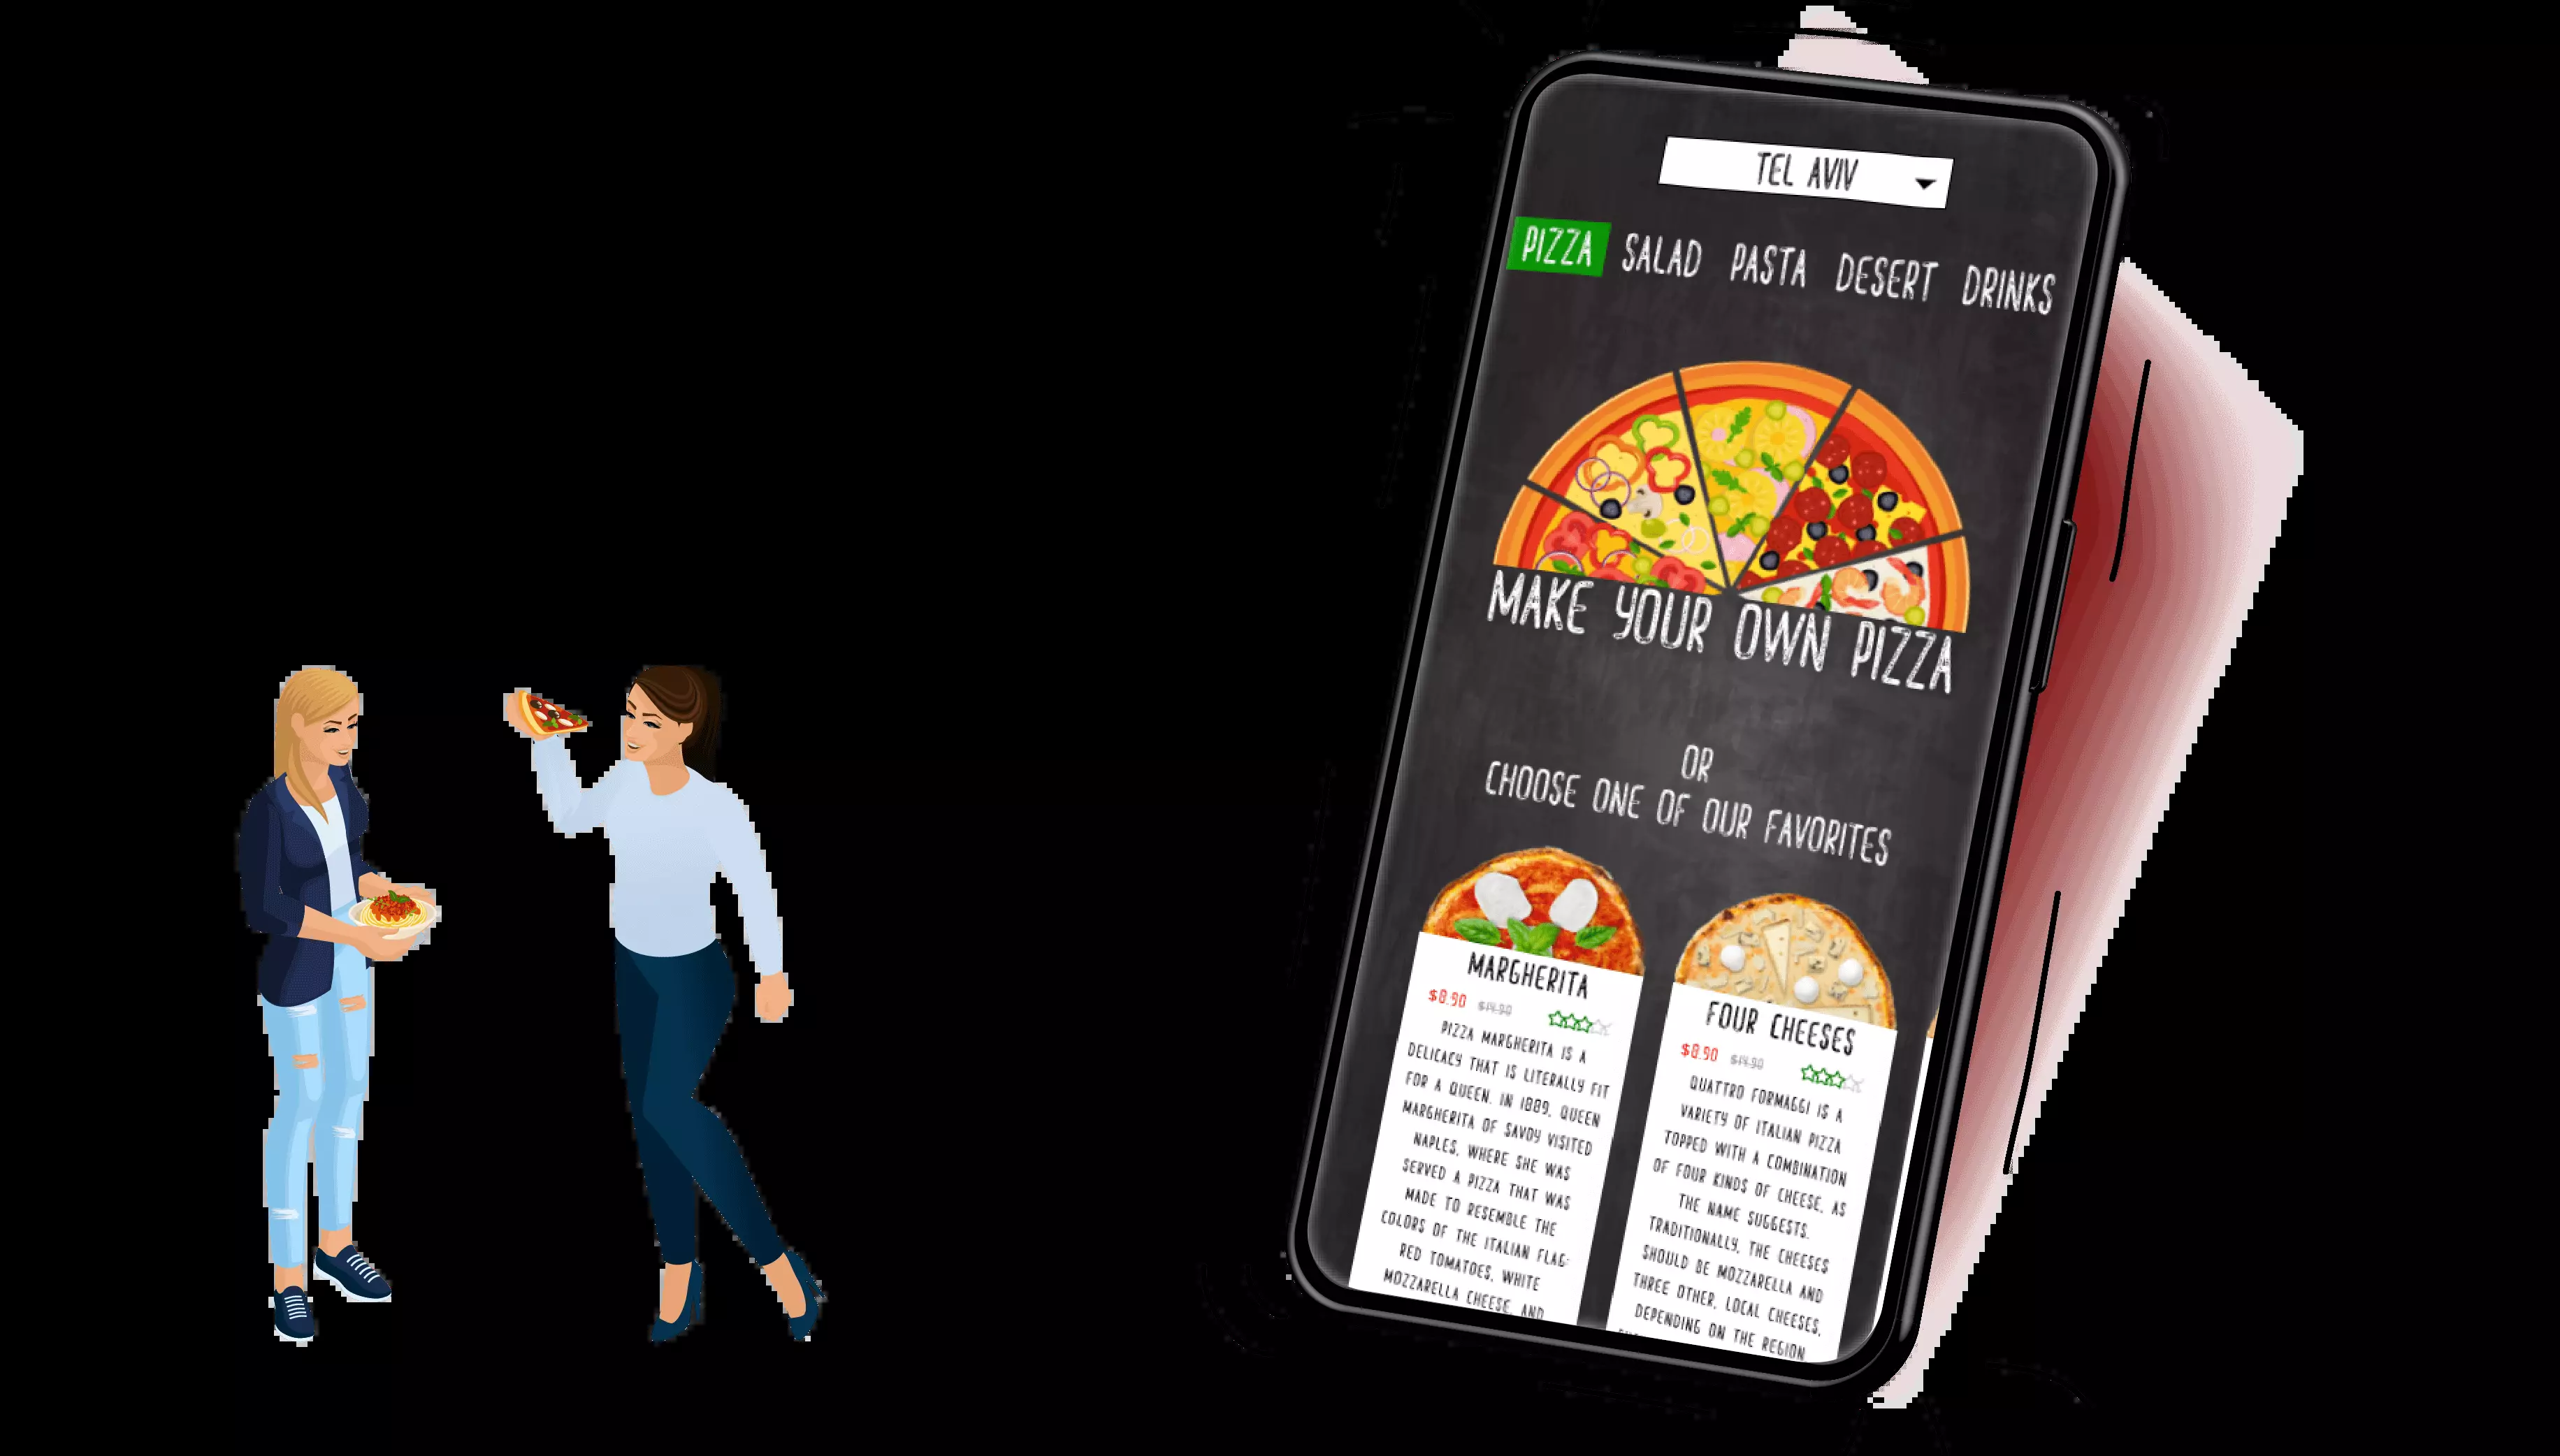 TEL AVIV
PIZZA SALAD PASTA DESERT DRINKS
MAKE YOUR OWN PIZZA
OR
CHOOSE ONE OF OUR FAVORITES
MARGHERITA
$8.90 $14.90
PIZZA MARGHERITA IS A
DELICACY THAT IS LITERALLY FIT
FOR A QUEEN. IN 1889, QUEEN
MARGHERITA OF SAVOY VISITED
NAPLES, WHERE SHE WAS
SERVED A PIZZA THAT WAS
MADE TO RESEMBLE THE
COLORS OF THE ITALIAN FLAG:
RED TOMATOES, WHITE
MOZZARELLA CHEESE, AND
FOUR CHEESES
$8.90 $14.90
QUATTRO FORMAGGI IS A
VARIETY OF ITALIAN PIZZA
TOPPED WITH A COMBINATION
OF FOUR KINDS OF CHEESE, AS
THE NAME SUGGESTS.
TRADITIONALLY, THE CHEESES
SHOULD BE MOZZARELLA AND
THREE OTHER, LOCAL CHEESES,
DEPENDING ON THE REGION